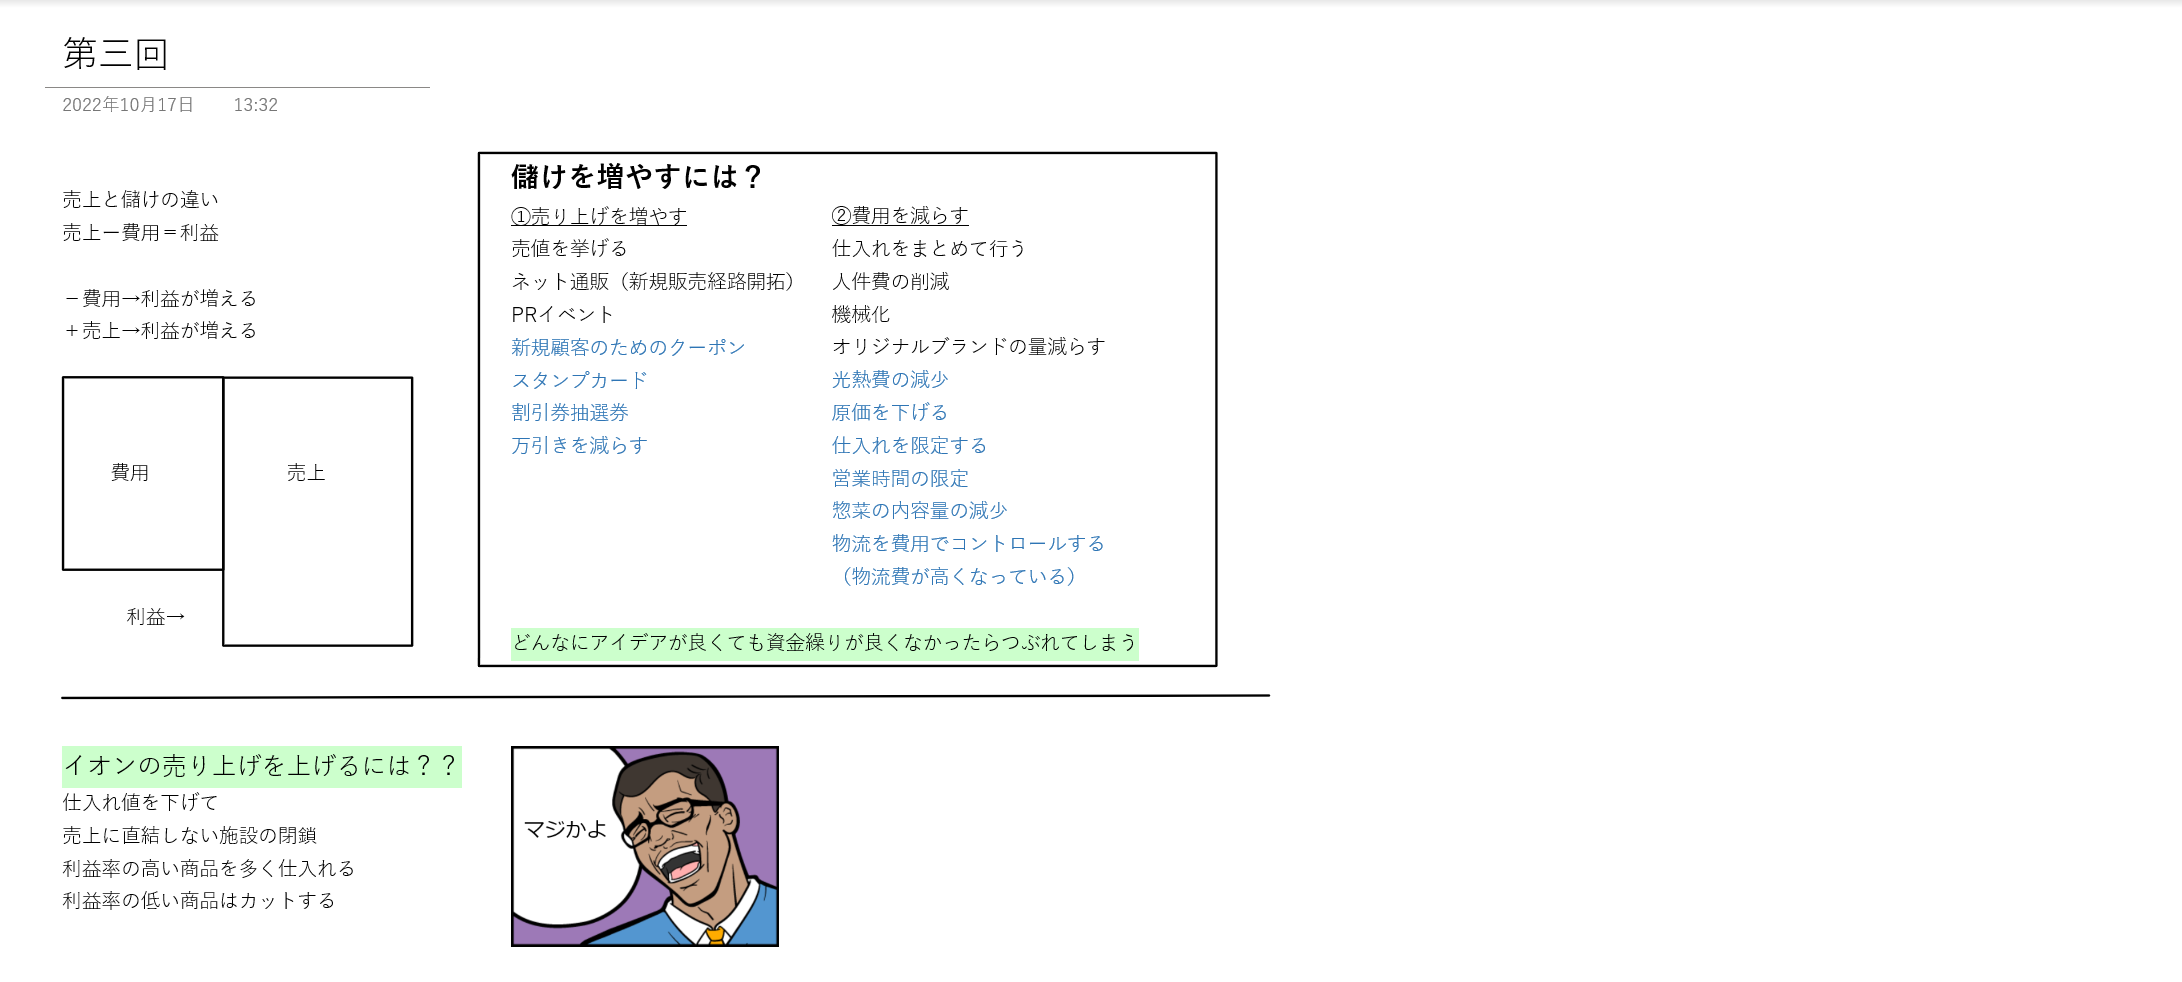 第三回
2022年10月17日 13:32
売上と儲けの違い
売上ー費用＝利益
－費用→利益が増える
＋売上→利益が増える
費用
売上
利益→
儲けを増やすには？
①売り上げを増やす
売値を挙げる
ネット通販（新規販売経路開拓）
PRイベント
新規顧客のためのクーポン
スタンプカード
割引券抽選券
万引きを減らす
②費用を減らす
仕入れをまとめて行う
人件費の削減
機械化
オリジナルブランドの量減らす
光熱費の減少
原価を下げる
仕入れを限定する
営業時間の限定
惣菜の内容量の減少
物流を費用でコントロールする
（物流費が高くなっている）
どんなにアイデアが良くても資金繰りが良くなかったらつぶれてしまう
イオンの売り上げを上げるには？？
仕入れ値を下げて
売上に直結しない施設の閉鎖
利益率の高い商品を多く仕入れる
利益率の低い商品はカットする
マジかよ